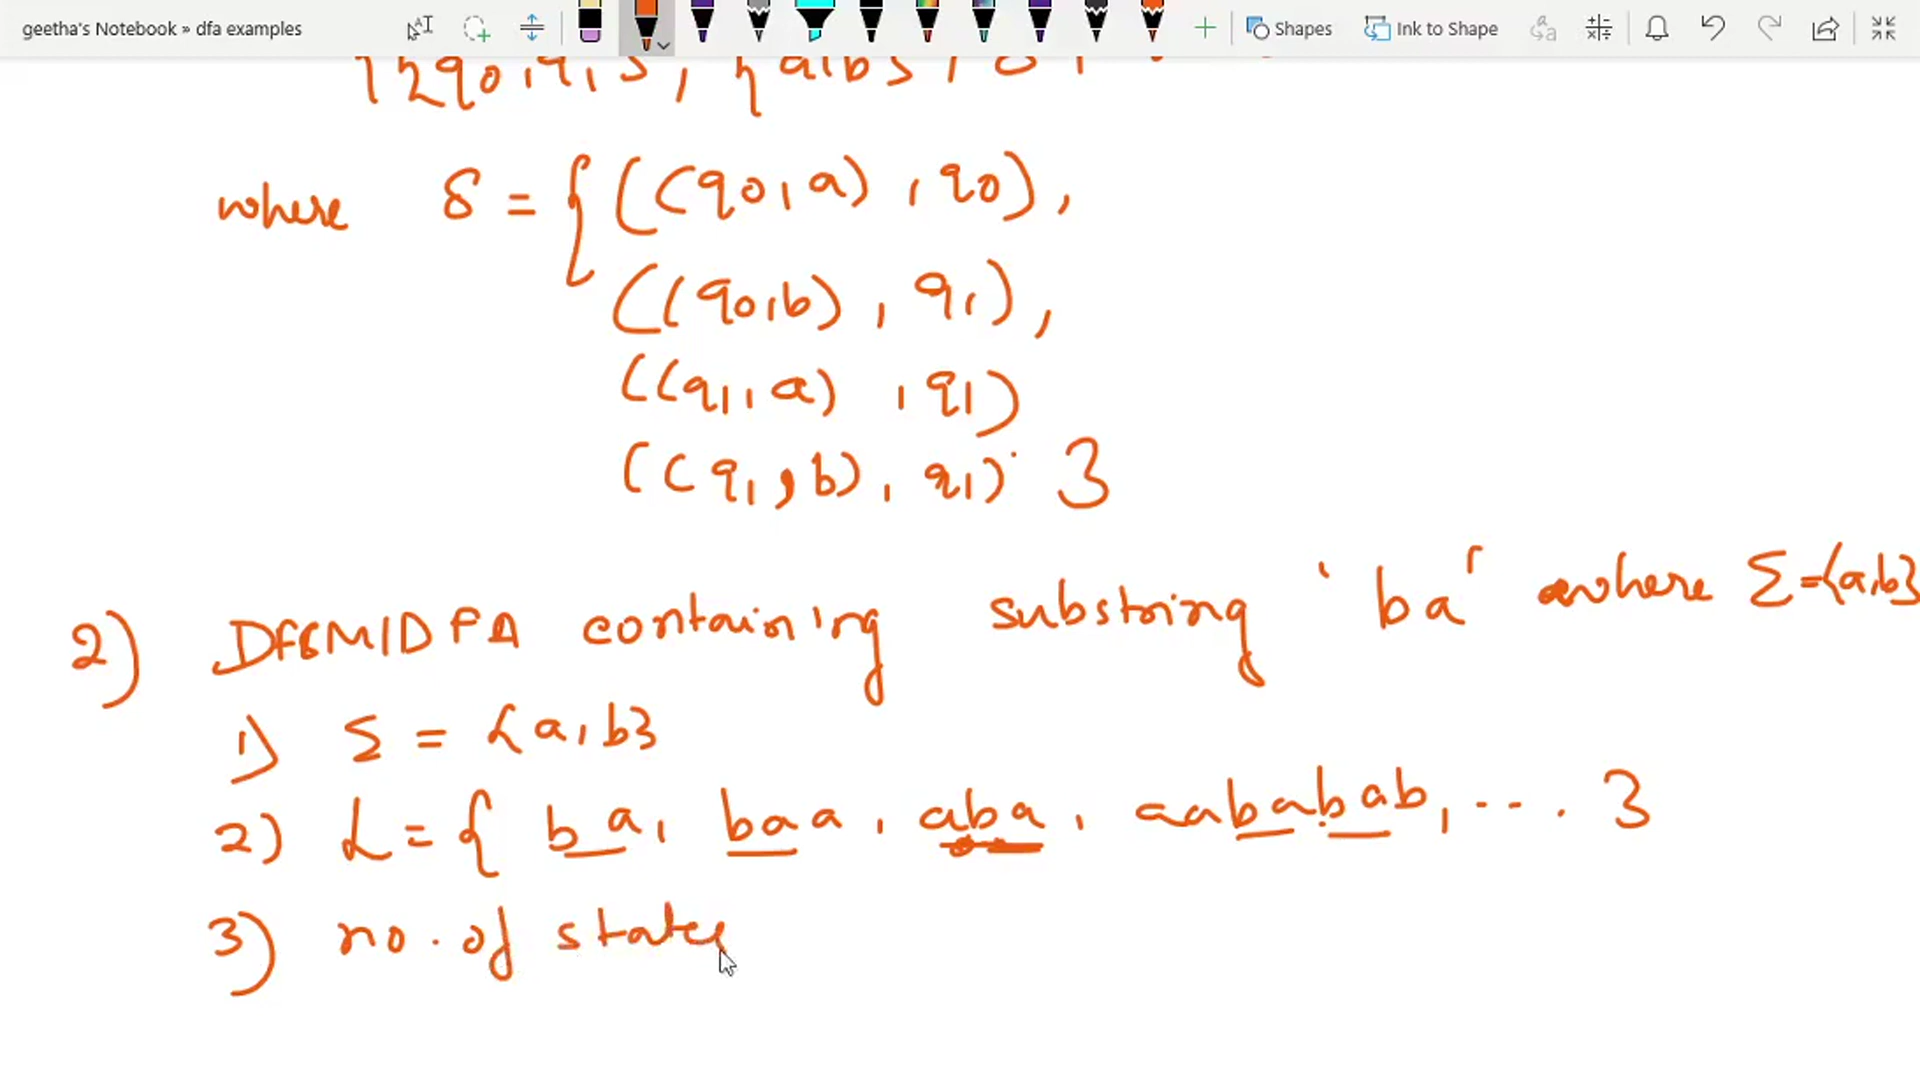 geetha's Notebook » dfa examples
Shapes
Ink to Shape
where δ = { ((q0, a), q0),
((q0, b), q1),
((q1, a), q1)
((q1, b), q1) }
2) DFSM/DFA containing substring 'ba' where Σ={a,b}
1) Σ = {a, b}
2) L = { ba, baa, aba, aababab, ... }
3) no. of states